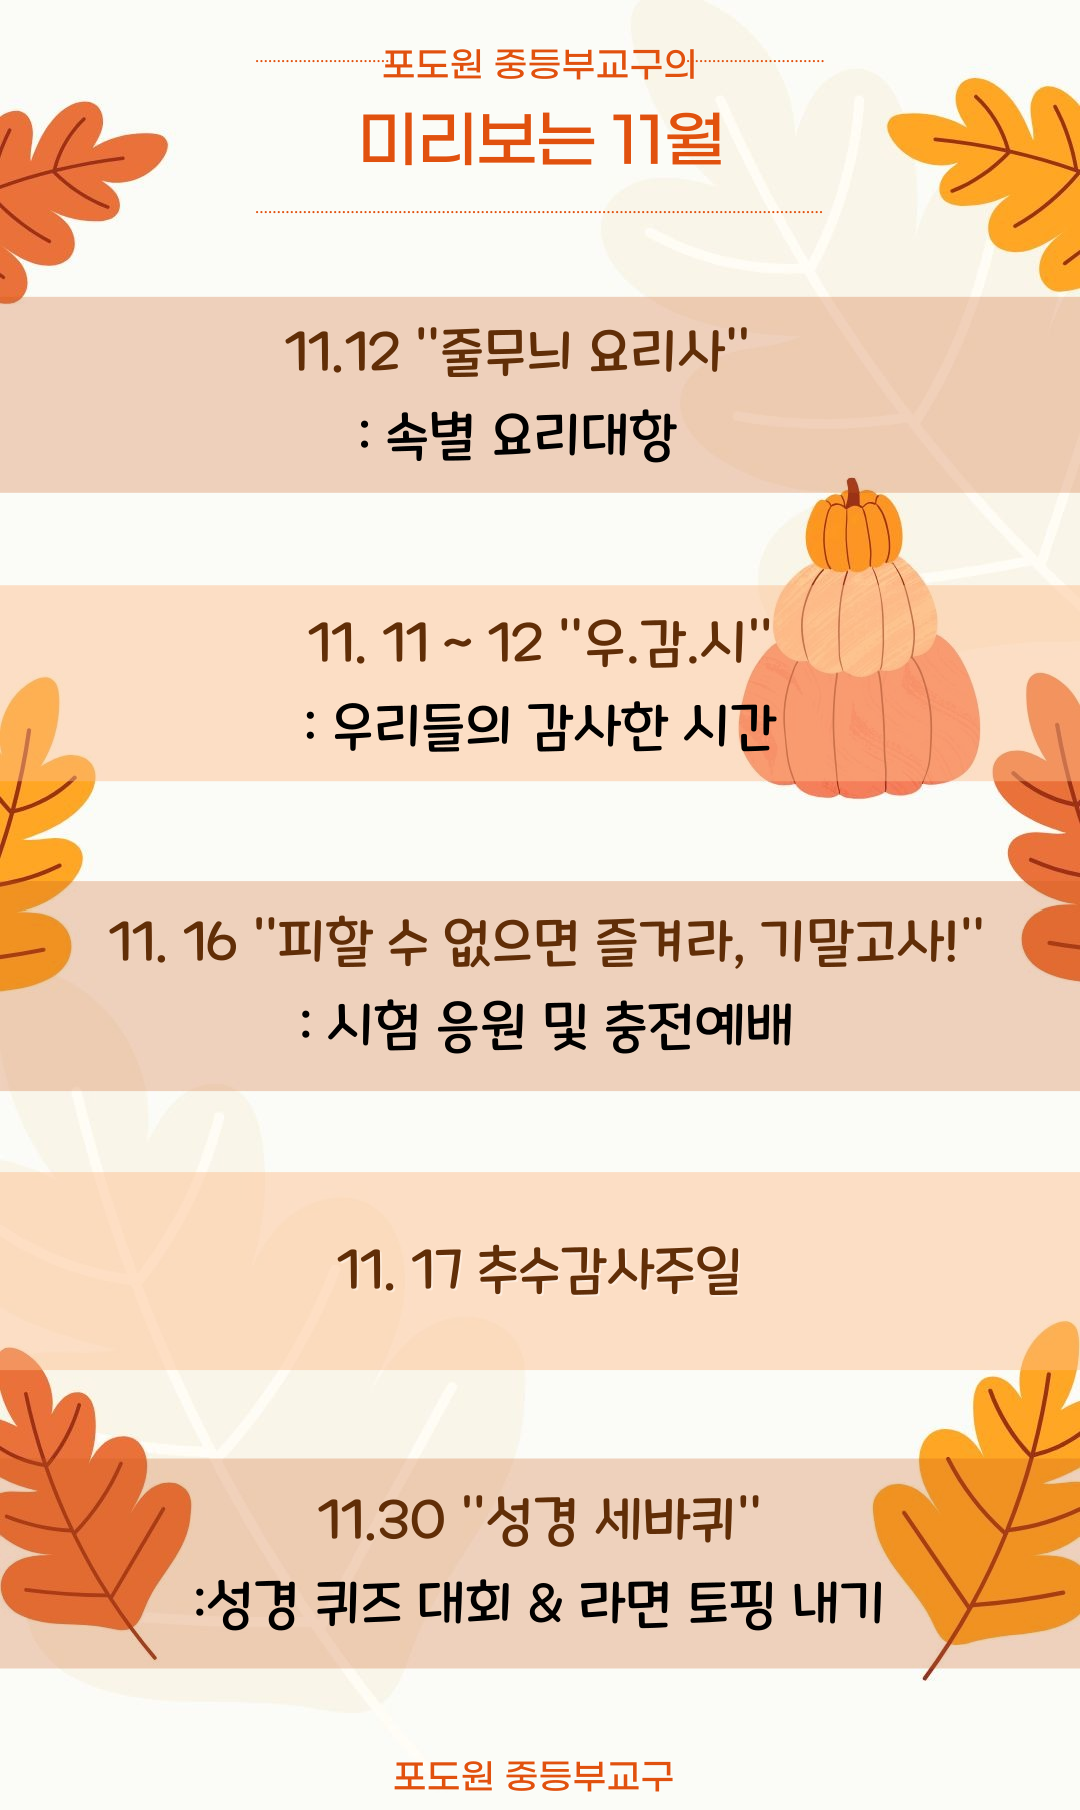 포도원 중등부교구의
미리보는 11월
11.12 "줄무늬 요리사"
: 속별 요리대항
11. 11 ~ 12 "우.감.시"
: 우리들의 감사한 시간
11. 16 "피할 수 없으면 즐겨라, 기말고사!"
: 시험 응원 및 충전예배
11. 17 추수감사주일
11.30 "성경 세바퀴"
:성경 퀴즈 대회 & 라면 토핑 내기
포도원 중등부교구